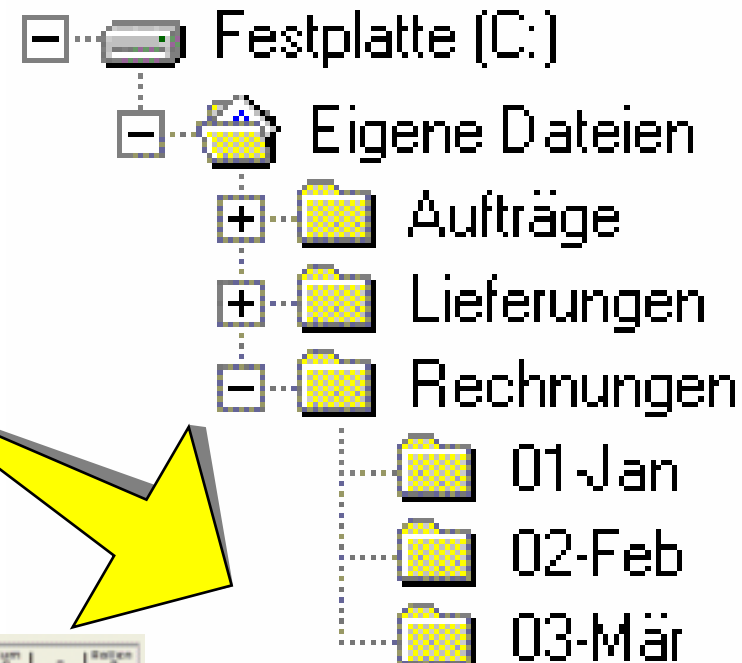 Festplatte (C:)
Eigene Dateien
Aufträge
Lieferungen
Rechnungen
01-Jan
02-Feb
03-Mär